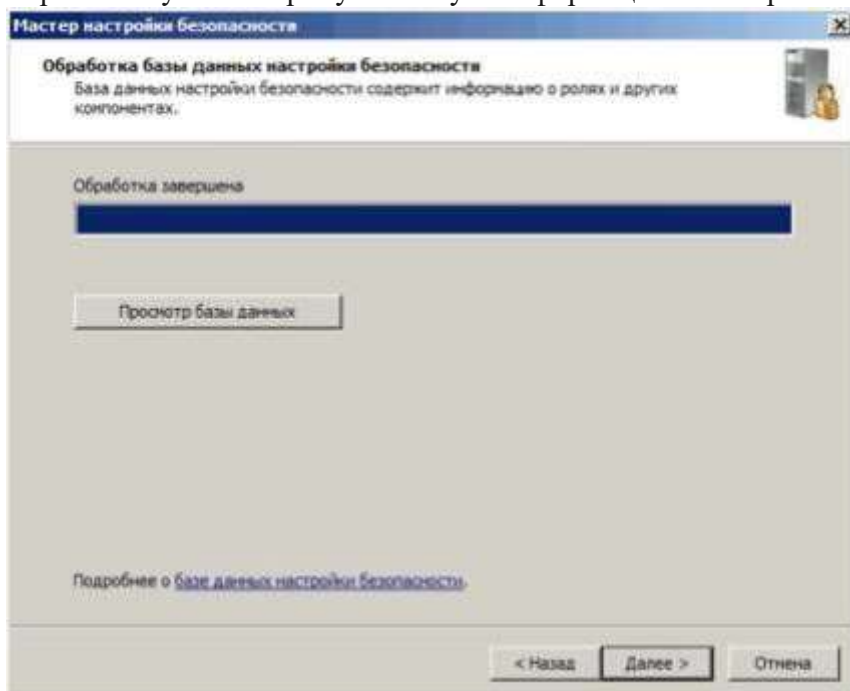 Мастер настройки безопасности
Обработка базы данных настройки безопасности
База данных настройки безопасности содержит информацию о ролях и других
компонентах.
Обработка завершена
Просмотр базы данных
Подробнее о базе данных настройки безопасности.
< Назад
Далее >
Отмена